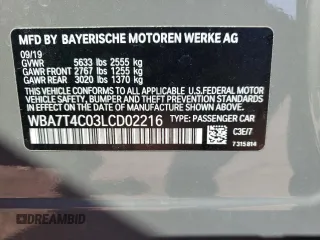 MFD BY BAYERISCHE MOTOREN WERKE AG
09/19
GVWR 5633 lbs 2555 kg
GAWR FRONT 2767 lbs 1255 kg
GAWR REAR 3020 lbs 1370 kg
THIS VEHICLE CONFORMS TO ALL APPLICABLE U.S. FEDERAL MOTOR
VEHICLE SAFETY, BUMPER, AND THEFT PREVENTION STANDARDS
IN EFFECT ON THE DATE OF MANUFACTURE SHOWN ABOVE.
WBA7T4C03LCD02216 TYPE: PASSENGER CAR
C3E/7
7 315 814
DREAMBID